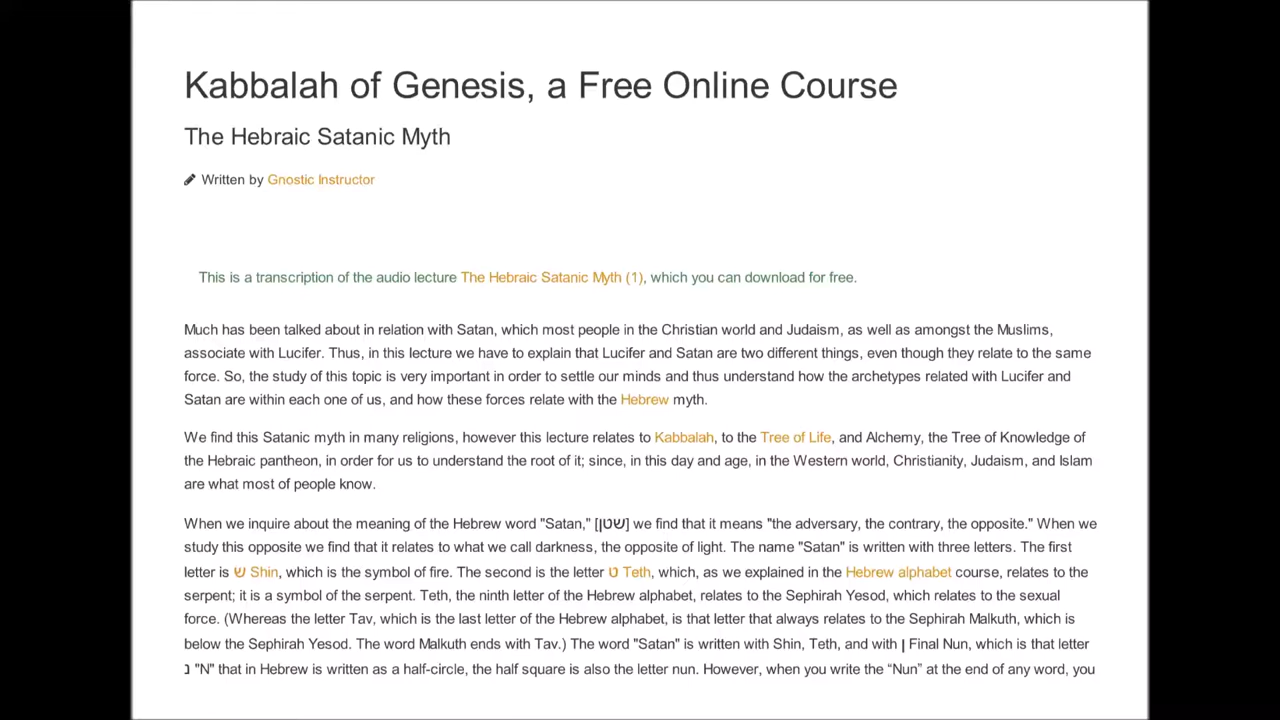 Kabbalah of Genesis, a Free Online Course
The Hebraic Satanic Myth
Written by Gnostic Instructor
This is a transcription of the audio lecture The Hebraic Satanic Myth (1), which you can download for free.
Much has been talked about in relation with Satan, which most people in the Christian world and Judaism, as well as amongst the Muslims,
associate with Lucifer. Thus, in this lecture we have to explain that Lucifer and Satan are two different things, even though they relate to the same
force. So, the study of this topic is very important in order to settle our minds and thus understand how the archetypes related with Lucifer and
Satan are within each one of us, and how these forces relate with the Hebrew myth.
We find this Satanic myth in many religions, however this lecture relates to Kabbalah, to the Tree of Life, and Alchemy, the Tree of Knowledge of
the Hebraic pantheon, in order for us to understand the root of it; since, in this day and age, in the Western world, Christianity, Judaism, and Islam
are what most of people know.
When we inquire about the meaning of the Hebrew word "Satan," [שטן] we find that it means "the adversary, the contrary, the opposite." When we
study this opposite we find that it relates to what we call darkness, the opposite of light. The name "Satan" is written with three letters. The first
letter is ש Shin, which is the symbol of fire. The second is the letter ט Teth, which, as we explained in the Hebrew alphabet course, relates to the
serpent; it is a symbol of the serpent. Teth, the ninth letter of the Hebrew alphabet, relates to the Sephirah Yesod, which relates to the sexual
force. (Whereas the letter Tav, which is the last letter of the Hebrew alphabet, is that letter that always relates to the Sephirah Malkuth, which is
below the Sephirah Yesod. The word Malkuth ends with Tav.) The word "Satan" is written with Shin, Teth, and with ן Final Nun, which is that letter
נ "N" that in Hebrew is written as a half-circle, the half square is also the letter nun. However, when you write the “Nun” at the end of any word, you